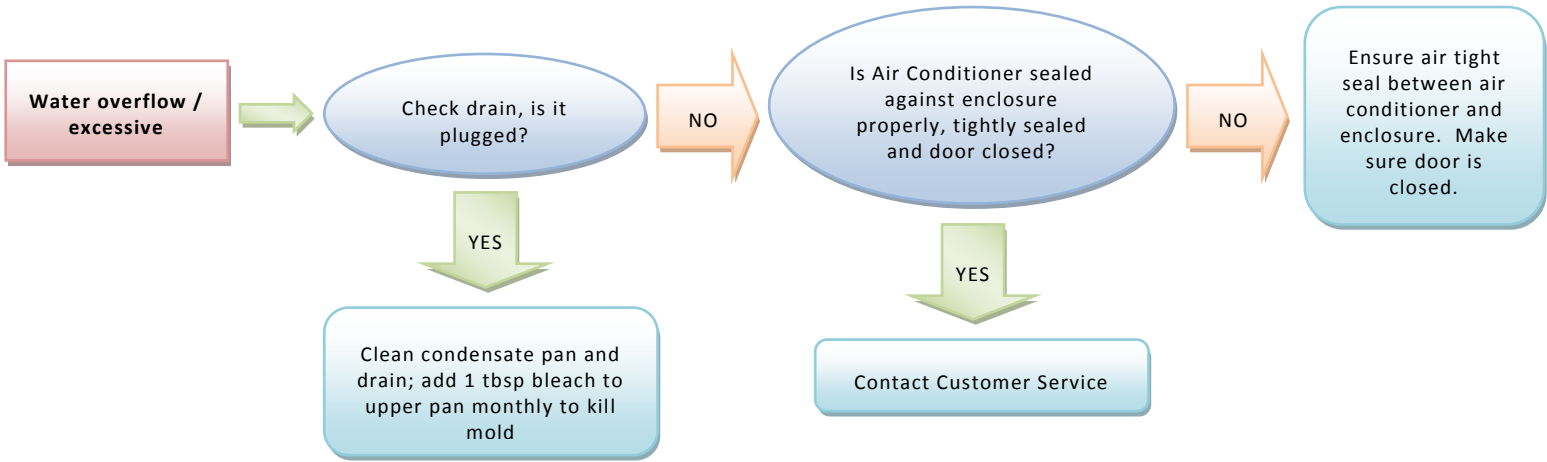 Water overflow /
excessive
Check drain, is it
plugged?
NO
Is Air Conditioner sealed
against enclosure
properly, tightly sealed
and door closed?
NO
Ensure air tight
seal between air
conditioner and
enclosure.  Make
sure door is
closed.
YES
Clean condensate pan and
drain; add 1 tbsp bleach to
upper pan monthly to kill
mold
YES
Contact Customer Service